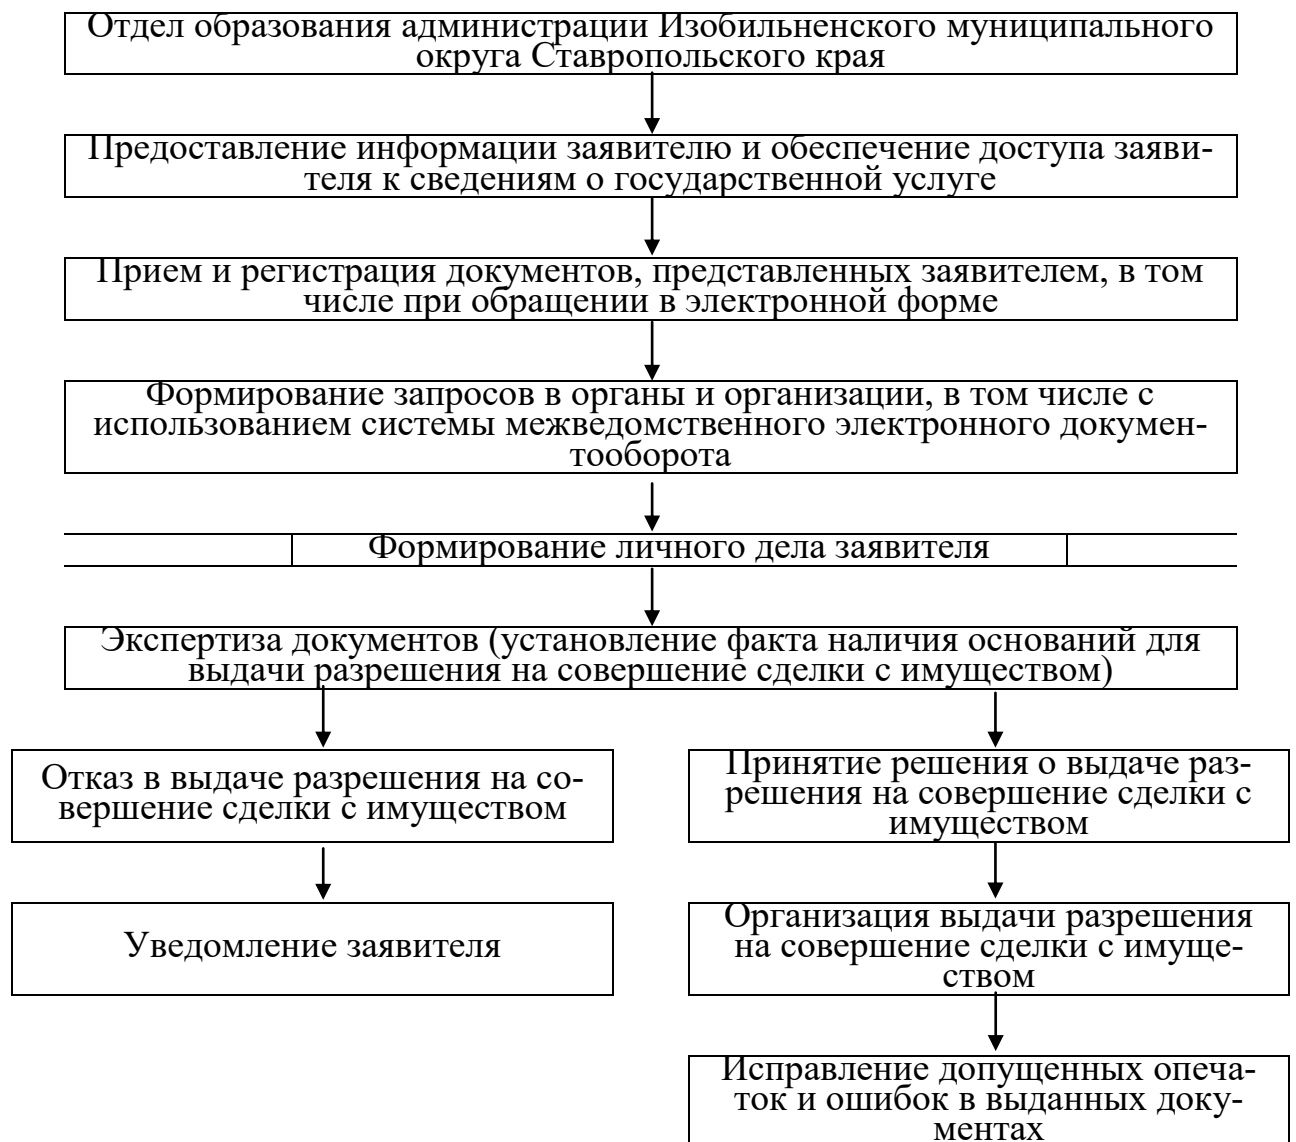 Отдел образования администрации Изобильненского муниципального
округа Ставропольского края
Предоставление информации заявителю и обеспечение доступа заяви-
теля к сведениям о государственной услуге
Прием и регистрация документов, представленных заявителем, в том
числе при обращении в электронной форме
Формирование запросов в органы и организации, в том числе с
использованием системы межведомственного электронного докумен-
тооборота
Формирование личного дела заявителя
Экспертиза документов (установление факта наличия оснований для
выдачи разрешения на совершение сделки с имуществом)
Отказ в выдаче разрешения на со-
вершение сделки с имуществом
Принятие решения о выдаче раз-
решения на совершение сделки с
имуществом
Уведомление заявителя
Организация выдачи разрешения
на совершение сделки с имуще-
ством
Исправление допущенных опеча-
ток и ошибок в выданных доку-
ментах